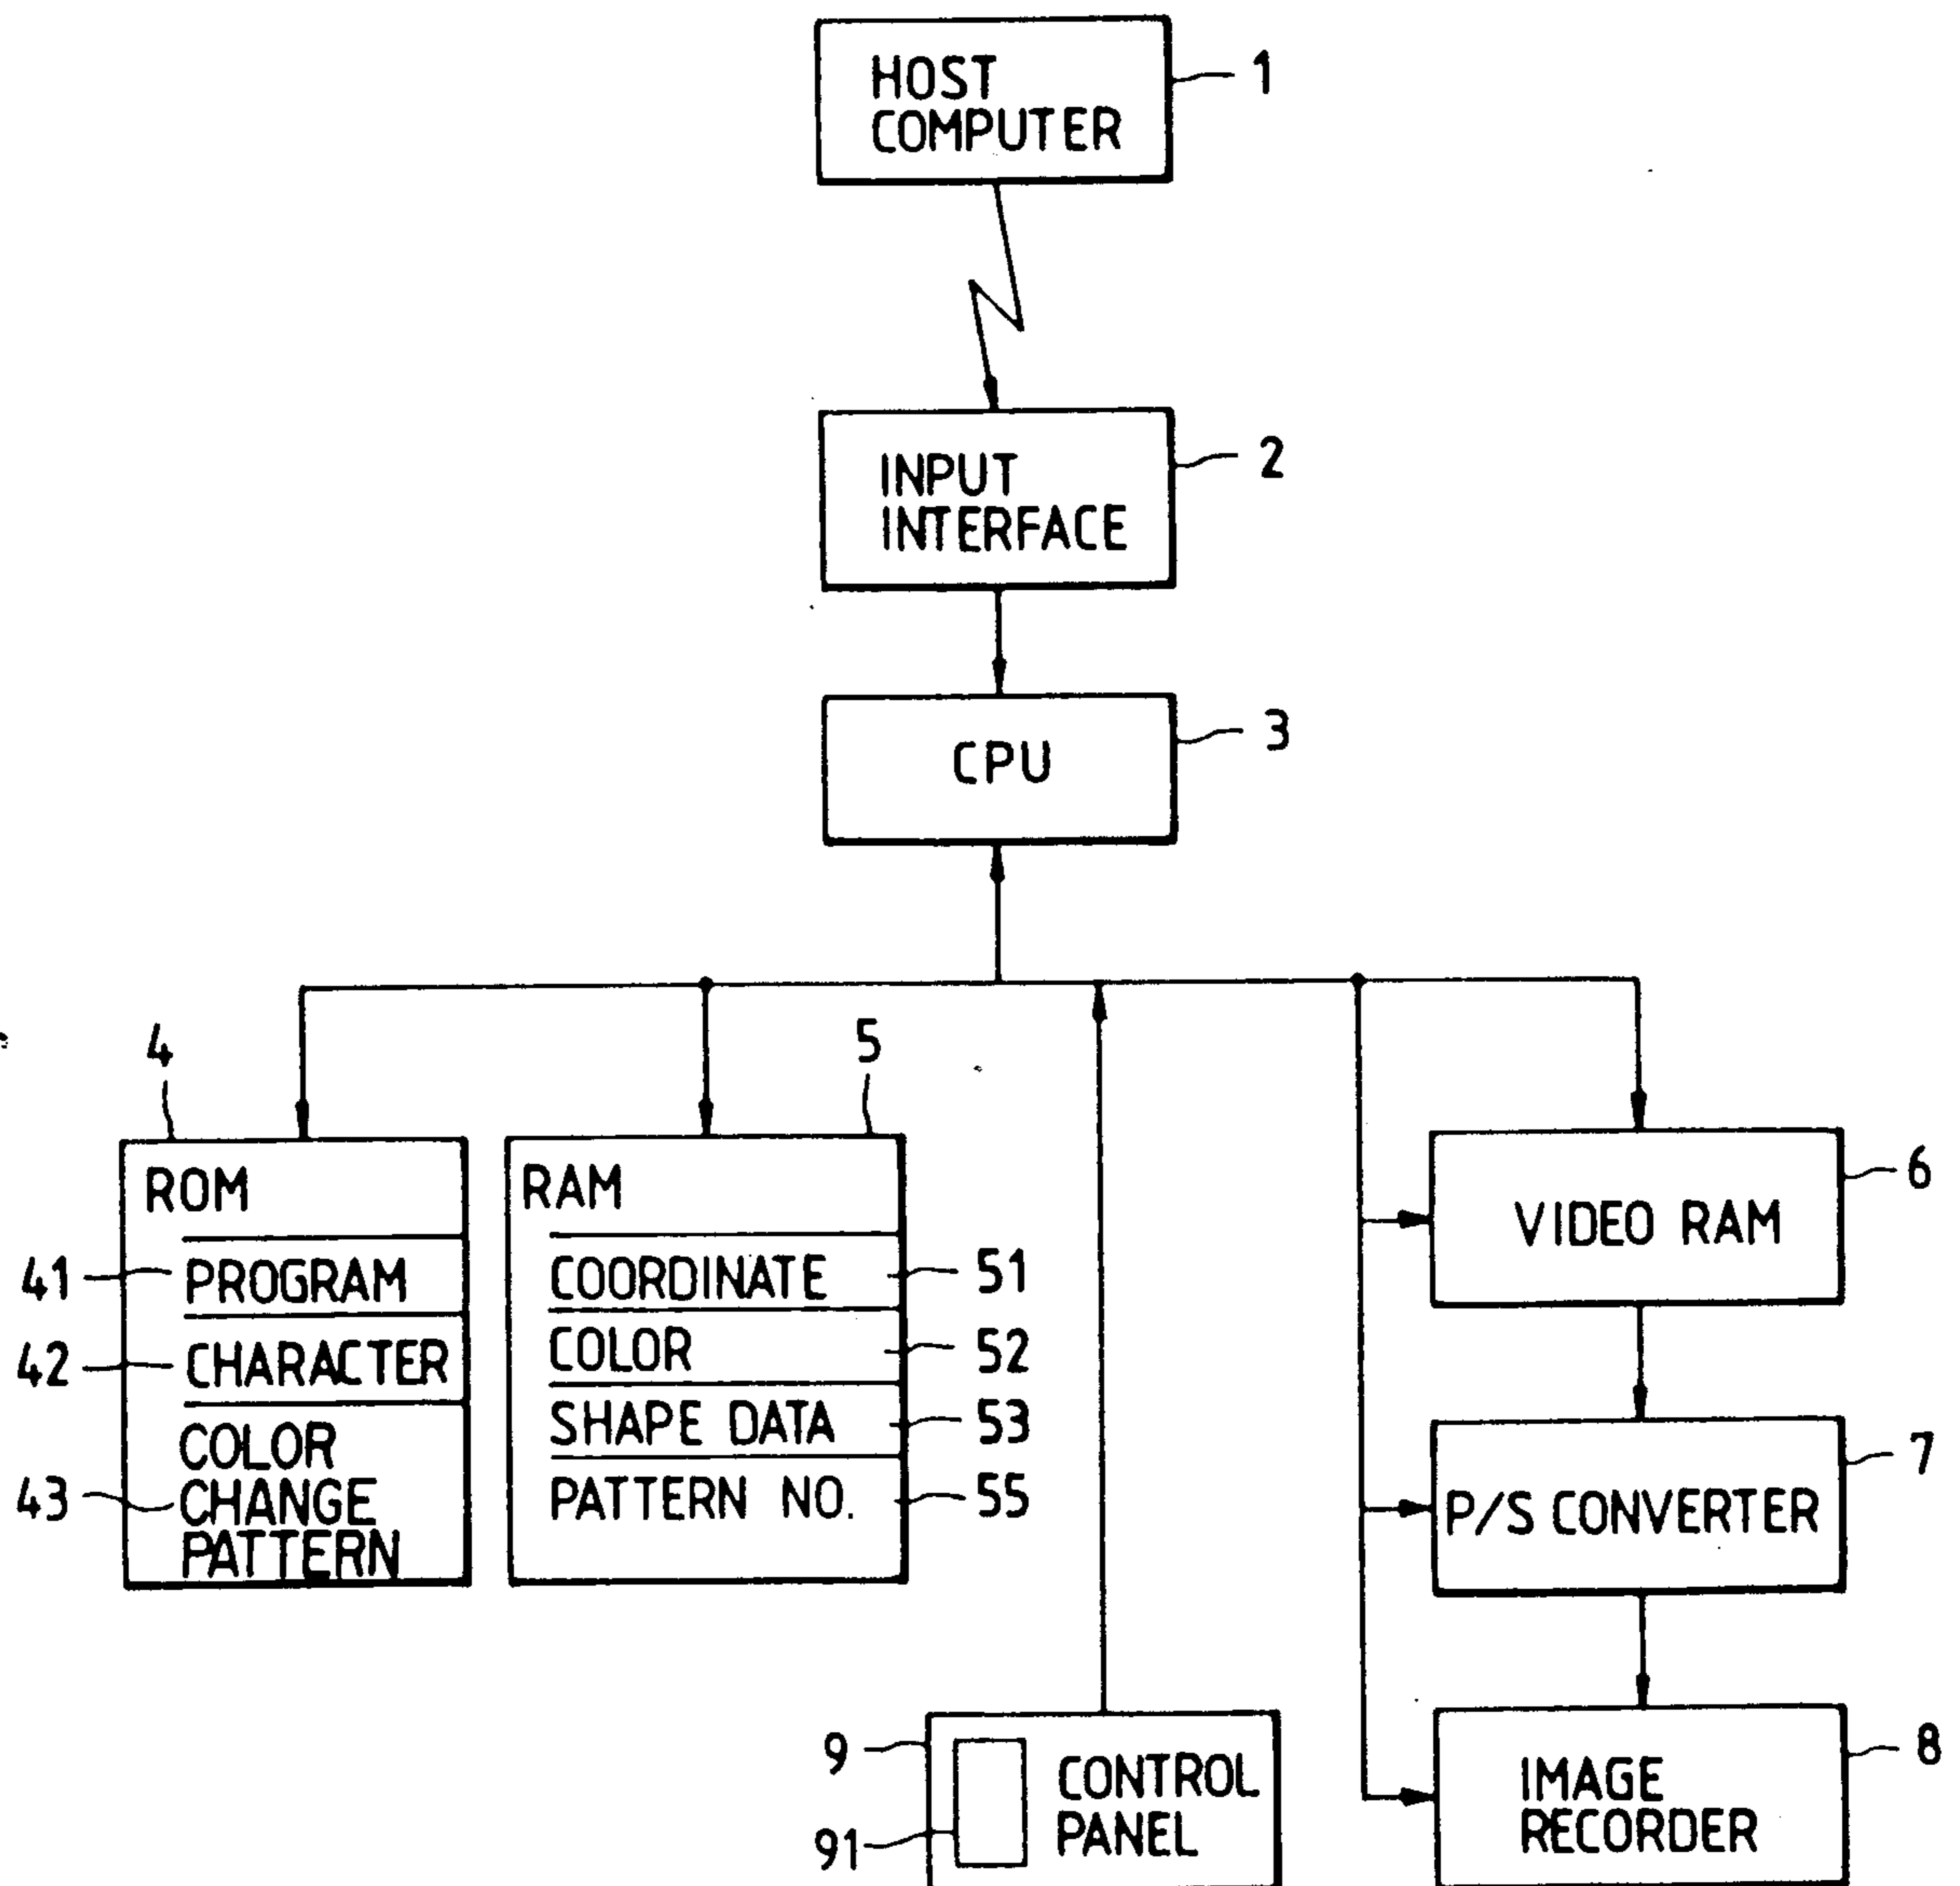 HOST
COMPUTER
1
INPUT
INTERFACE
2
CPU
3
4
5
ROM
41
PROGRAM
42
CHARACTER
43
COLOR
CHANGE
PATTERN
RAM
COORDINATE
51
COLOR
52
SHAPE DATA
53
PATTERN NO.
55
VIDEO RAM
6
P/S CONVERTER
7
IMAGE
RECORDER
8
9
91
CONTROL
PANEL